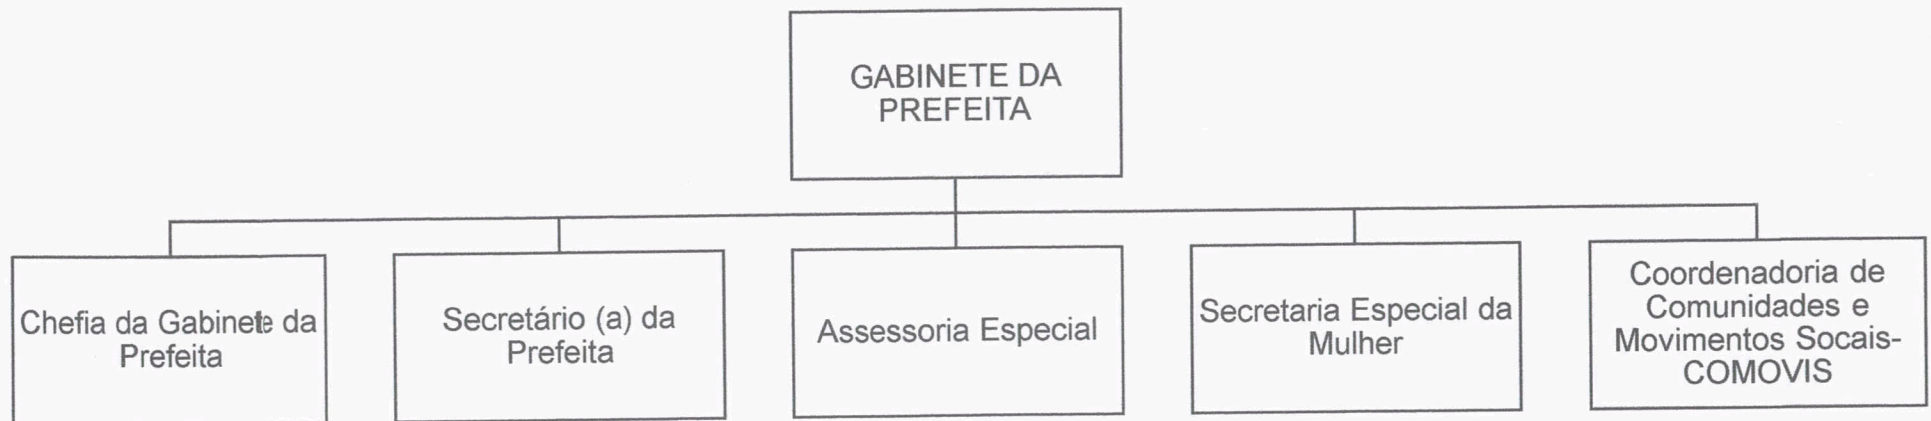 GABINETE DA
PREFEITA
Chefia da Gabinete da
Prefeita
Secretário (a) da
Prefeita
Assessoria Especial
Secretaria Especial da
Mulher
Coordenadoria de
Comunidades e
Movimentos Socais-
COMOVIS